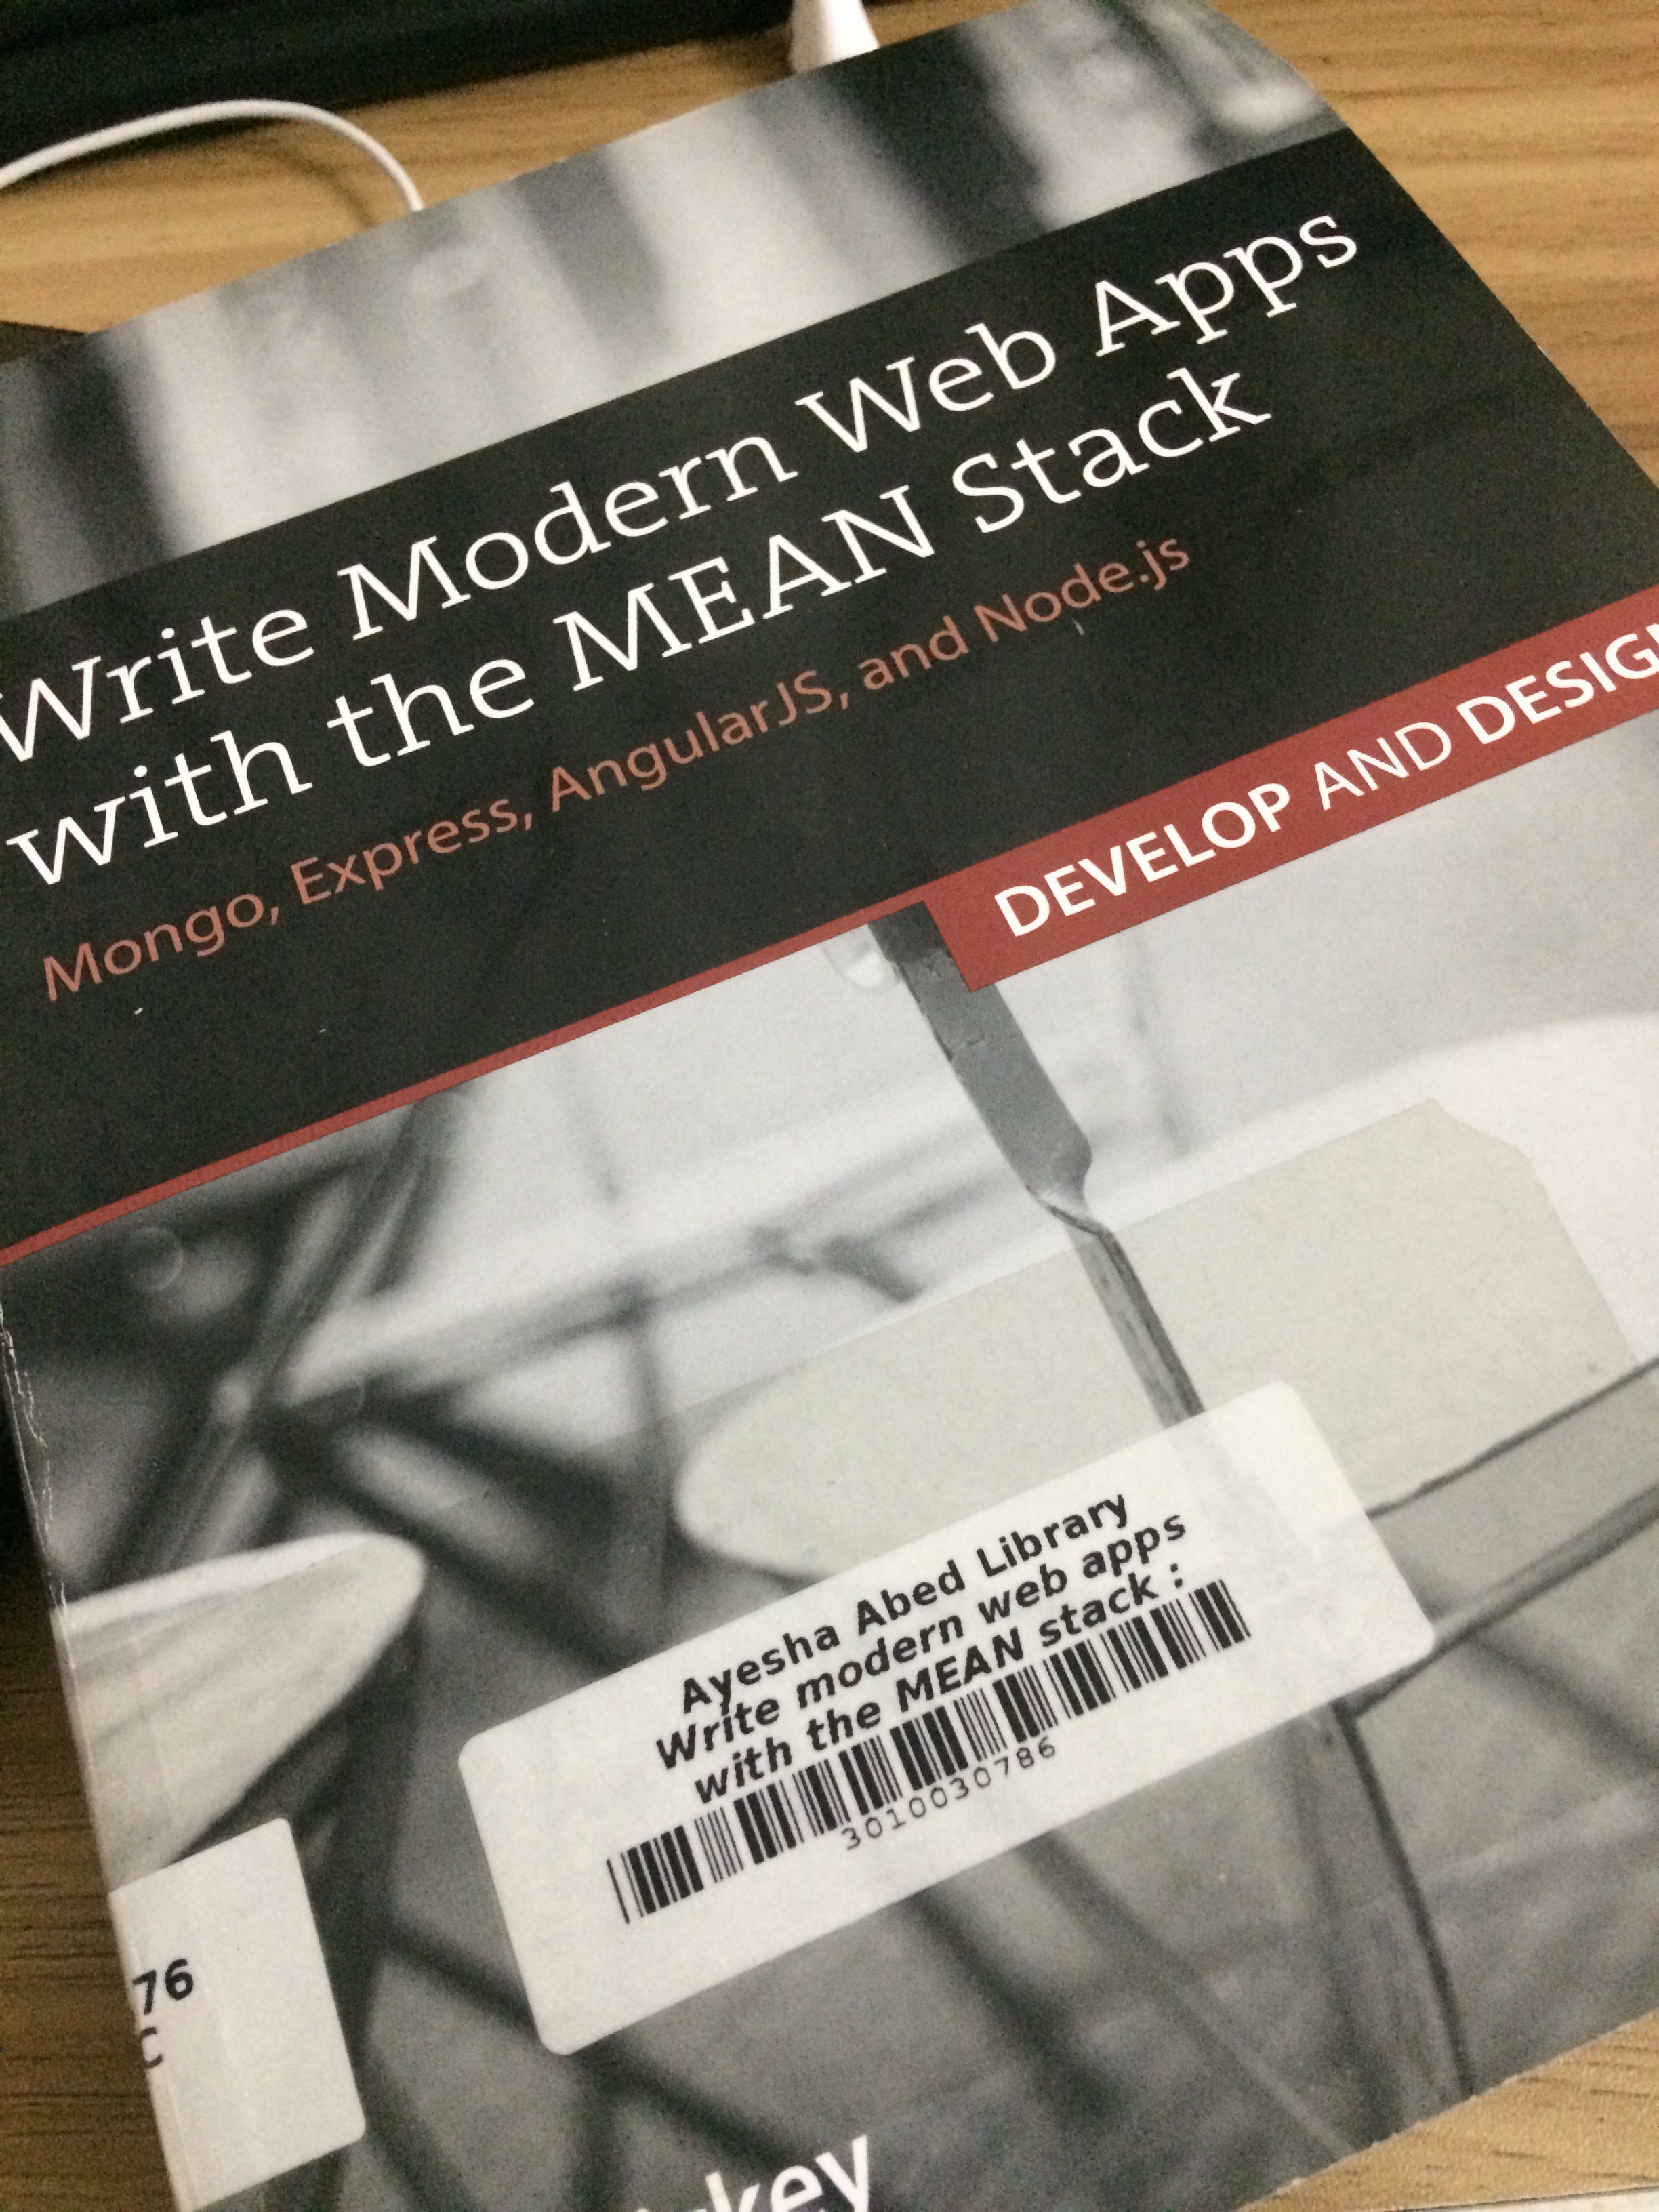 Write Modern Web Apps
with the MEAN Stack
Mongo, Express, AngularJS, and Node.js
DEVELOP AND DESIGN
Ayesha Abed Library
Write modern web apps
with the MEAN stack :
3010030786
76
C